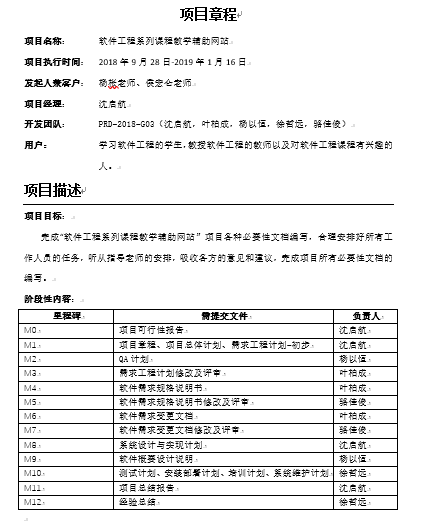 项目章程
项目名称: 软件工程系列课程教学辅助网站
项目执行时间: 2018年9月28日-2019年1月16日
发起人兼客户: 杨枨老师、侯宏仑老师
项目经理: 沈启航
开发团队: PRD-2018-G03（沈启航，叶柏成，杨以恒，徐哲远，骆佳俊）
用户: 学习软件工程的学生,教授软件工程的教师以及对软件工程课程有兴趣的
人。
项目描述
项目目标:
完成“软件工程系列课程教学辅助网站”项目各种必要性文档编写，合理安排好所有工
作人员的任务，听从指导老师的安排，吸收各方的意见和建议，完成项目所有必要性文档的
编写。
阶段性内容:
里程碑 需提交文件 负责人
M0 项目可行性报告 沈启航
M1 项目章程、项目总体计划、需求工程计划-初步 沈启航
M2 QA计划 杨以恒
M3 需求工程计划修改及评审 叶柏成
M4 软件需求规格说明书 叶柏成
M5 软件需求规格说明书修改及评审 骆佳俊
M6 软件需求变更文档 叶柏成
M7 软件需求变更文档修改及评审 骆佳俊
M8 系统设计与实现计划 沈启航
M9 软件概要设计说明 杨以恒
M10 测试计划、安装部署计划、培训计划、系统维护计划 徐哲远
M11 项目总结报告 沈启航
M12 经验总结 徐哲远